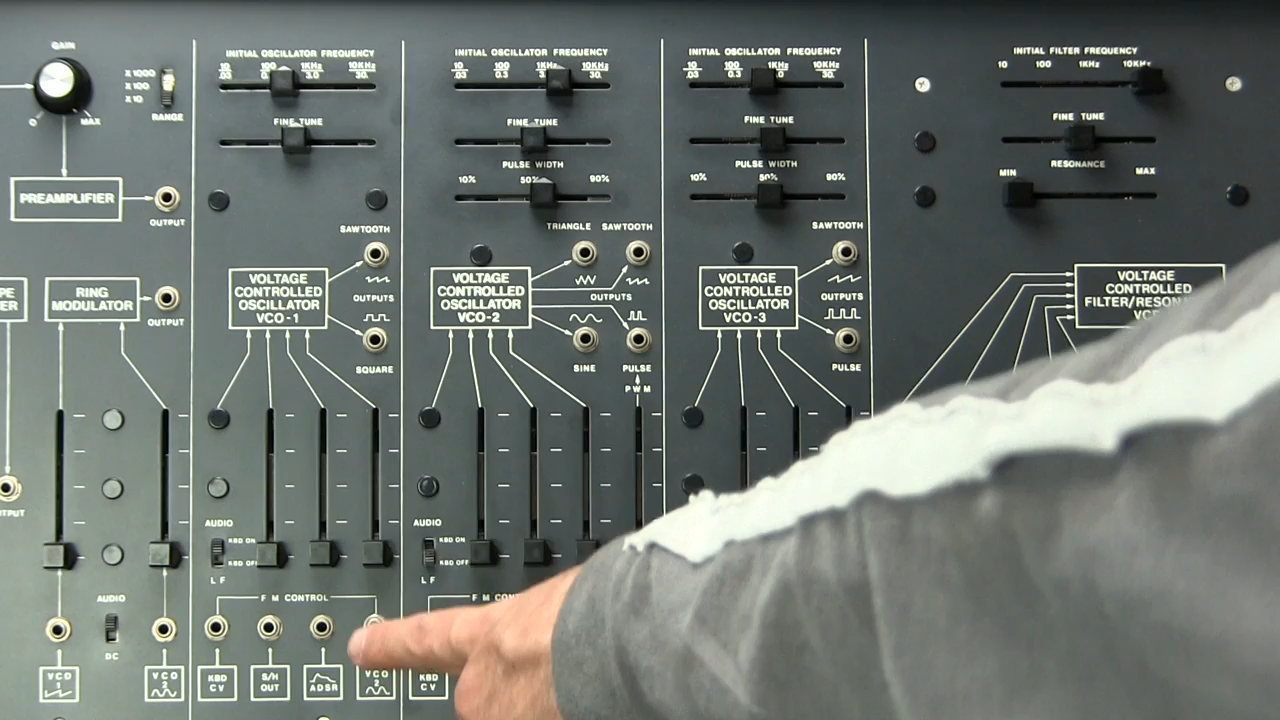 GAIN
O MAX
X 1000
X 100
X 10
RANGE
PREAMPLIFIER
OUTPUT
RING
MODULATOR
OUTPUT
AUDIO
DC
VCO
1
VCO
2
INITIAL OSCILLATOR FREQUENCY
10 100 1KHz 10KHz
.03 0.3 3.0 30.
FINE TUNE
SAWTOOTH
VOLTAGE
CONTROLLED
OSCILLATOR
VCO-1
OUTPUTS
SQUARE
AUDIO
KBD ON
KBD OFF
LF
FM CONTROL
KBD
CV
S/H
OUT
ADSR
VCO
2
INITIAL OSCILLATOR FREQUENCY
10 100 1KHz 10KHz
.03 0.3 30.
FINE TUNE
PULSE WIDTH
10% 50% 90%
TRIANGLE SAWTOOTH
VOLTAGE
CONTROLLED
OSCILLATOR
VCO-2
OUTPUTS
SINE PULSE
PWM
AUDIO
KBD ON
KBD OFF
LF
FM
KBD
CV
INITIAL OSCILLATOR FREQUENCY
10 100 1KHz 10KHz
.03 0.3 30.
FINE TUNE
PULSE WIDTH
10% 50% 90%
SAWTOOTH
VOLTAGE
CONTROLLED
OSCILLATOR
VCO-3
OUTPUTS
PULSE
INITIAL FILTER FREQUENCY
10 100 1KHz 10KHz
FINE TUNE
RESONANCE
MIN MAX
VOLTAGE
CONTROLLED